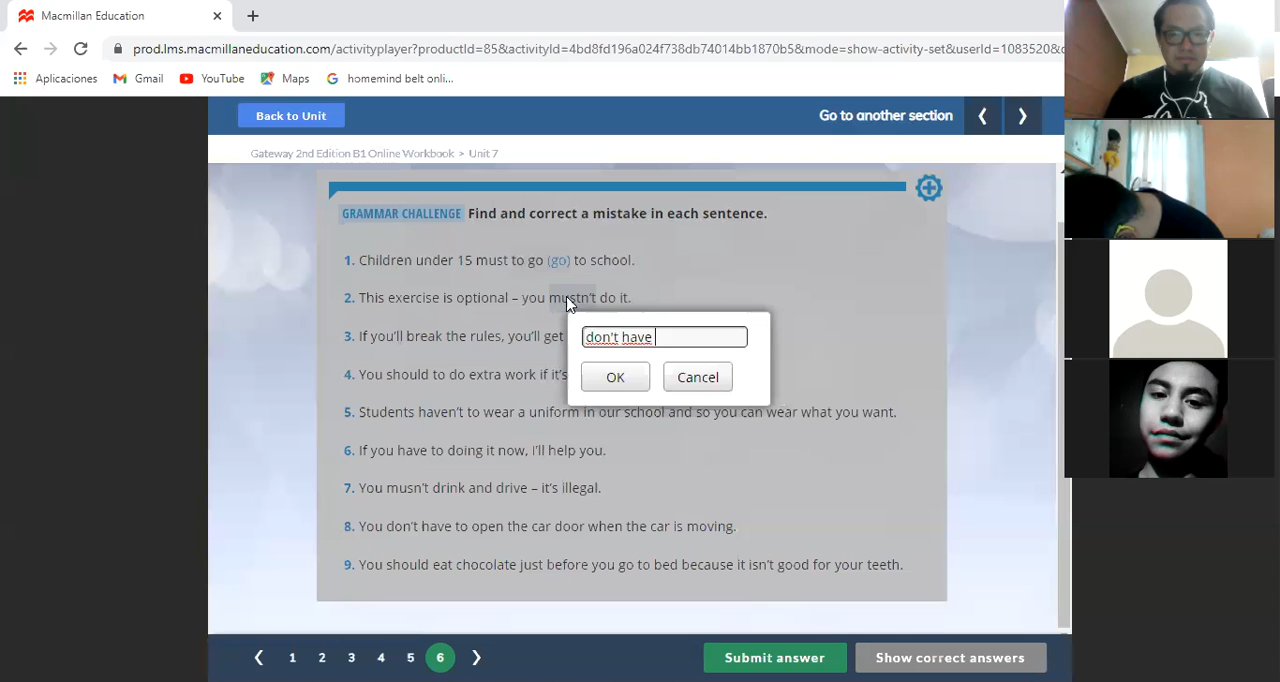 Macmillan Education
prod.lms.macmillaneducation.com/activityplayer?productId=85&activityId=4bd8fd196a024f738db74014bb1870b5&mode=show-activity-set&userId=1083520&c
Aplicaciones Gmail YouTube Maps homemind belt onli...
Back to Unit
Go to another section
Gateway 2nd Edition B1 Online Workbook > Unit 7
GRAMMAR CHALLENGE Find and correct a mistake in each sentence.
1. Children under 15 must to go (go) to school.
2. This exercise is optional – you mustn't do it.
3. If you'll break the rules, you'll get
don't have
4. You should to do extra work if it's
OK Cancel
5. Students haven't to wear a uniform in our school and so you can wear what you want.
6. If you have to doing it now, I'll help you.
7. You musn't drink and drive – it's illegal.
8. You don't have to open the car door when the car is moving.
9. You should eat chocolate just before you go to bed because it isn't good for your teeth.
1 2 3 4 5 6
Submit answer
Show correct answers